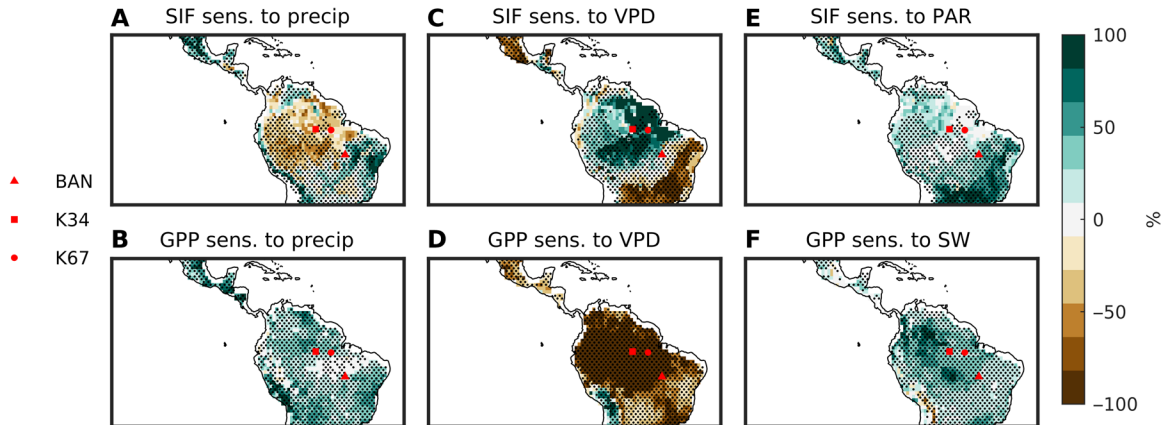 A SIF sens. to precip
C SIF sens. to VPD
E SIF sens. to PAR
B GPP sens. to precip
D GPP sens. to VPD
F GPP sens. to SW
BAN
K34
K67
100
50
0
−50
−100
%